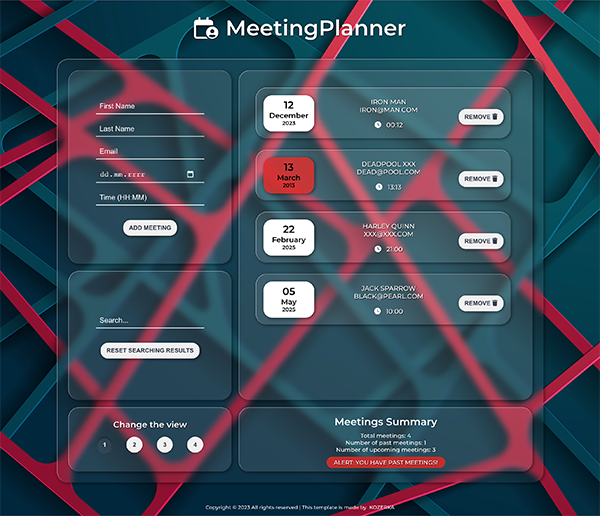 MeetingPlanner
First Name
Last Name
Email
dd.mm.rrrr
Time (HH:MM)
ADD MEETING
Search...
RESET SEARCHING RESULTS
Change the view
1 2 3 4
12
December
2023
IRON MAN
IRON@MAN.COM
00:12
REMOVE
13
March
2013
DEADPOOL XXX
DEAD@POOL.COM
13:13
REMOVE
22
February
2025
HARLEY QUINN
XXX@XXX.COM
21:00
REMOVE
05
May
2025
JACK SPARROW
BLACK@PEARL.COM
10:00
REMOVE
Meetings Summary
Total meetings: 4
Number of past meetings: 1
Number of upcoming meetings: 3
ALERT: YOU HAVE PAST MEETINGS!
Copyright © 2023 All rights reserved | This template is made by KOZERKA